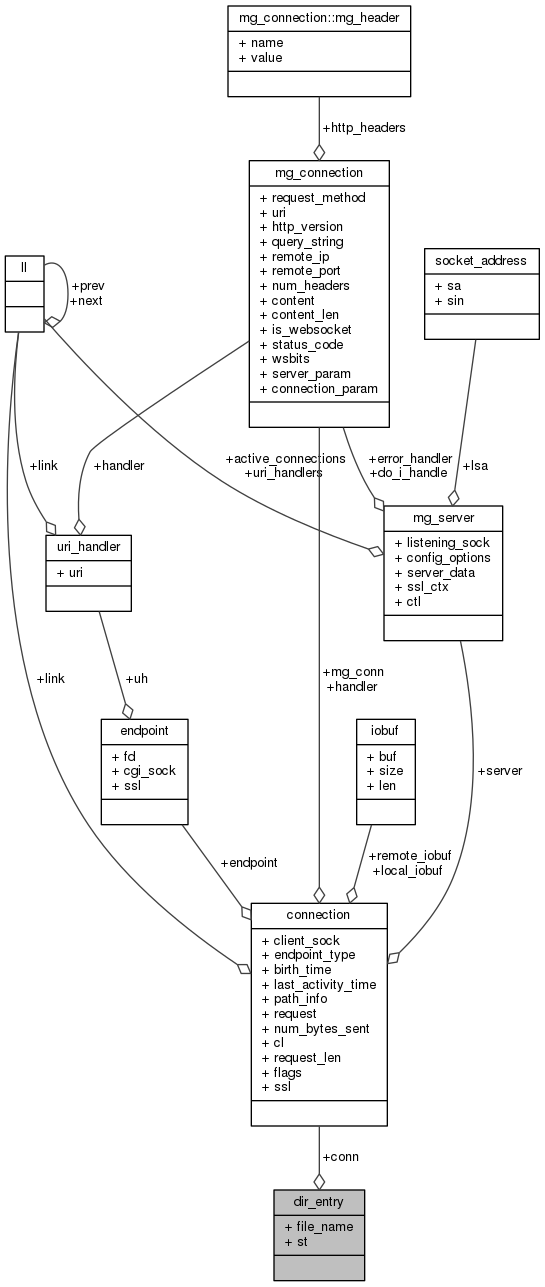 mg_connection::mg_header
+ name
+ value
+http_headers
mg_connection
+ request_method
+ uri
+ http_version
+ query_string
+ remote_ip
+ remote_port
+ num_headers
+ content
+ content_len
+ is_websocket
+ status_code
+ wsbits
+ server_param
+ connection_param
ll
+prev
+next
socket_address
+ sa
+ sin
+link
+handler
+active_connections
+uri_handlers
+error_handler
+do_i_handle
+lsa
mg_server
+ listening_sock
+ config_options
+ server_data
+ ssl_ctx
+ ctl
uri_handler
+ uri
+link
+uh
+mg_conn
+handler
+server
endpoint
+ fd
+ cgi_sock
+ ssl
iobuf
+ buf
+ size
+ len
+endpoint
+remote_iobuf
+local_iobuf
connection
+ client_sock
+ endpoint_type
+ birth_time
+ last_activity_time
+ path_info
+ request
+ num_bytes_sent
+ cl
+ request_len
+ flags
+ ssl
+conn
dir_entry
+ file_name
+ st